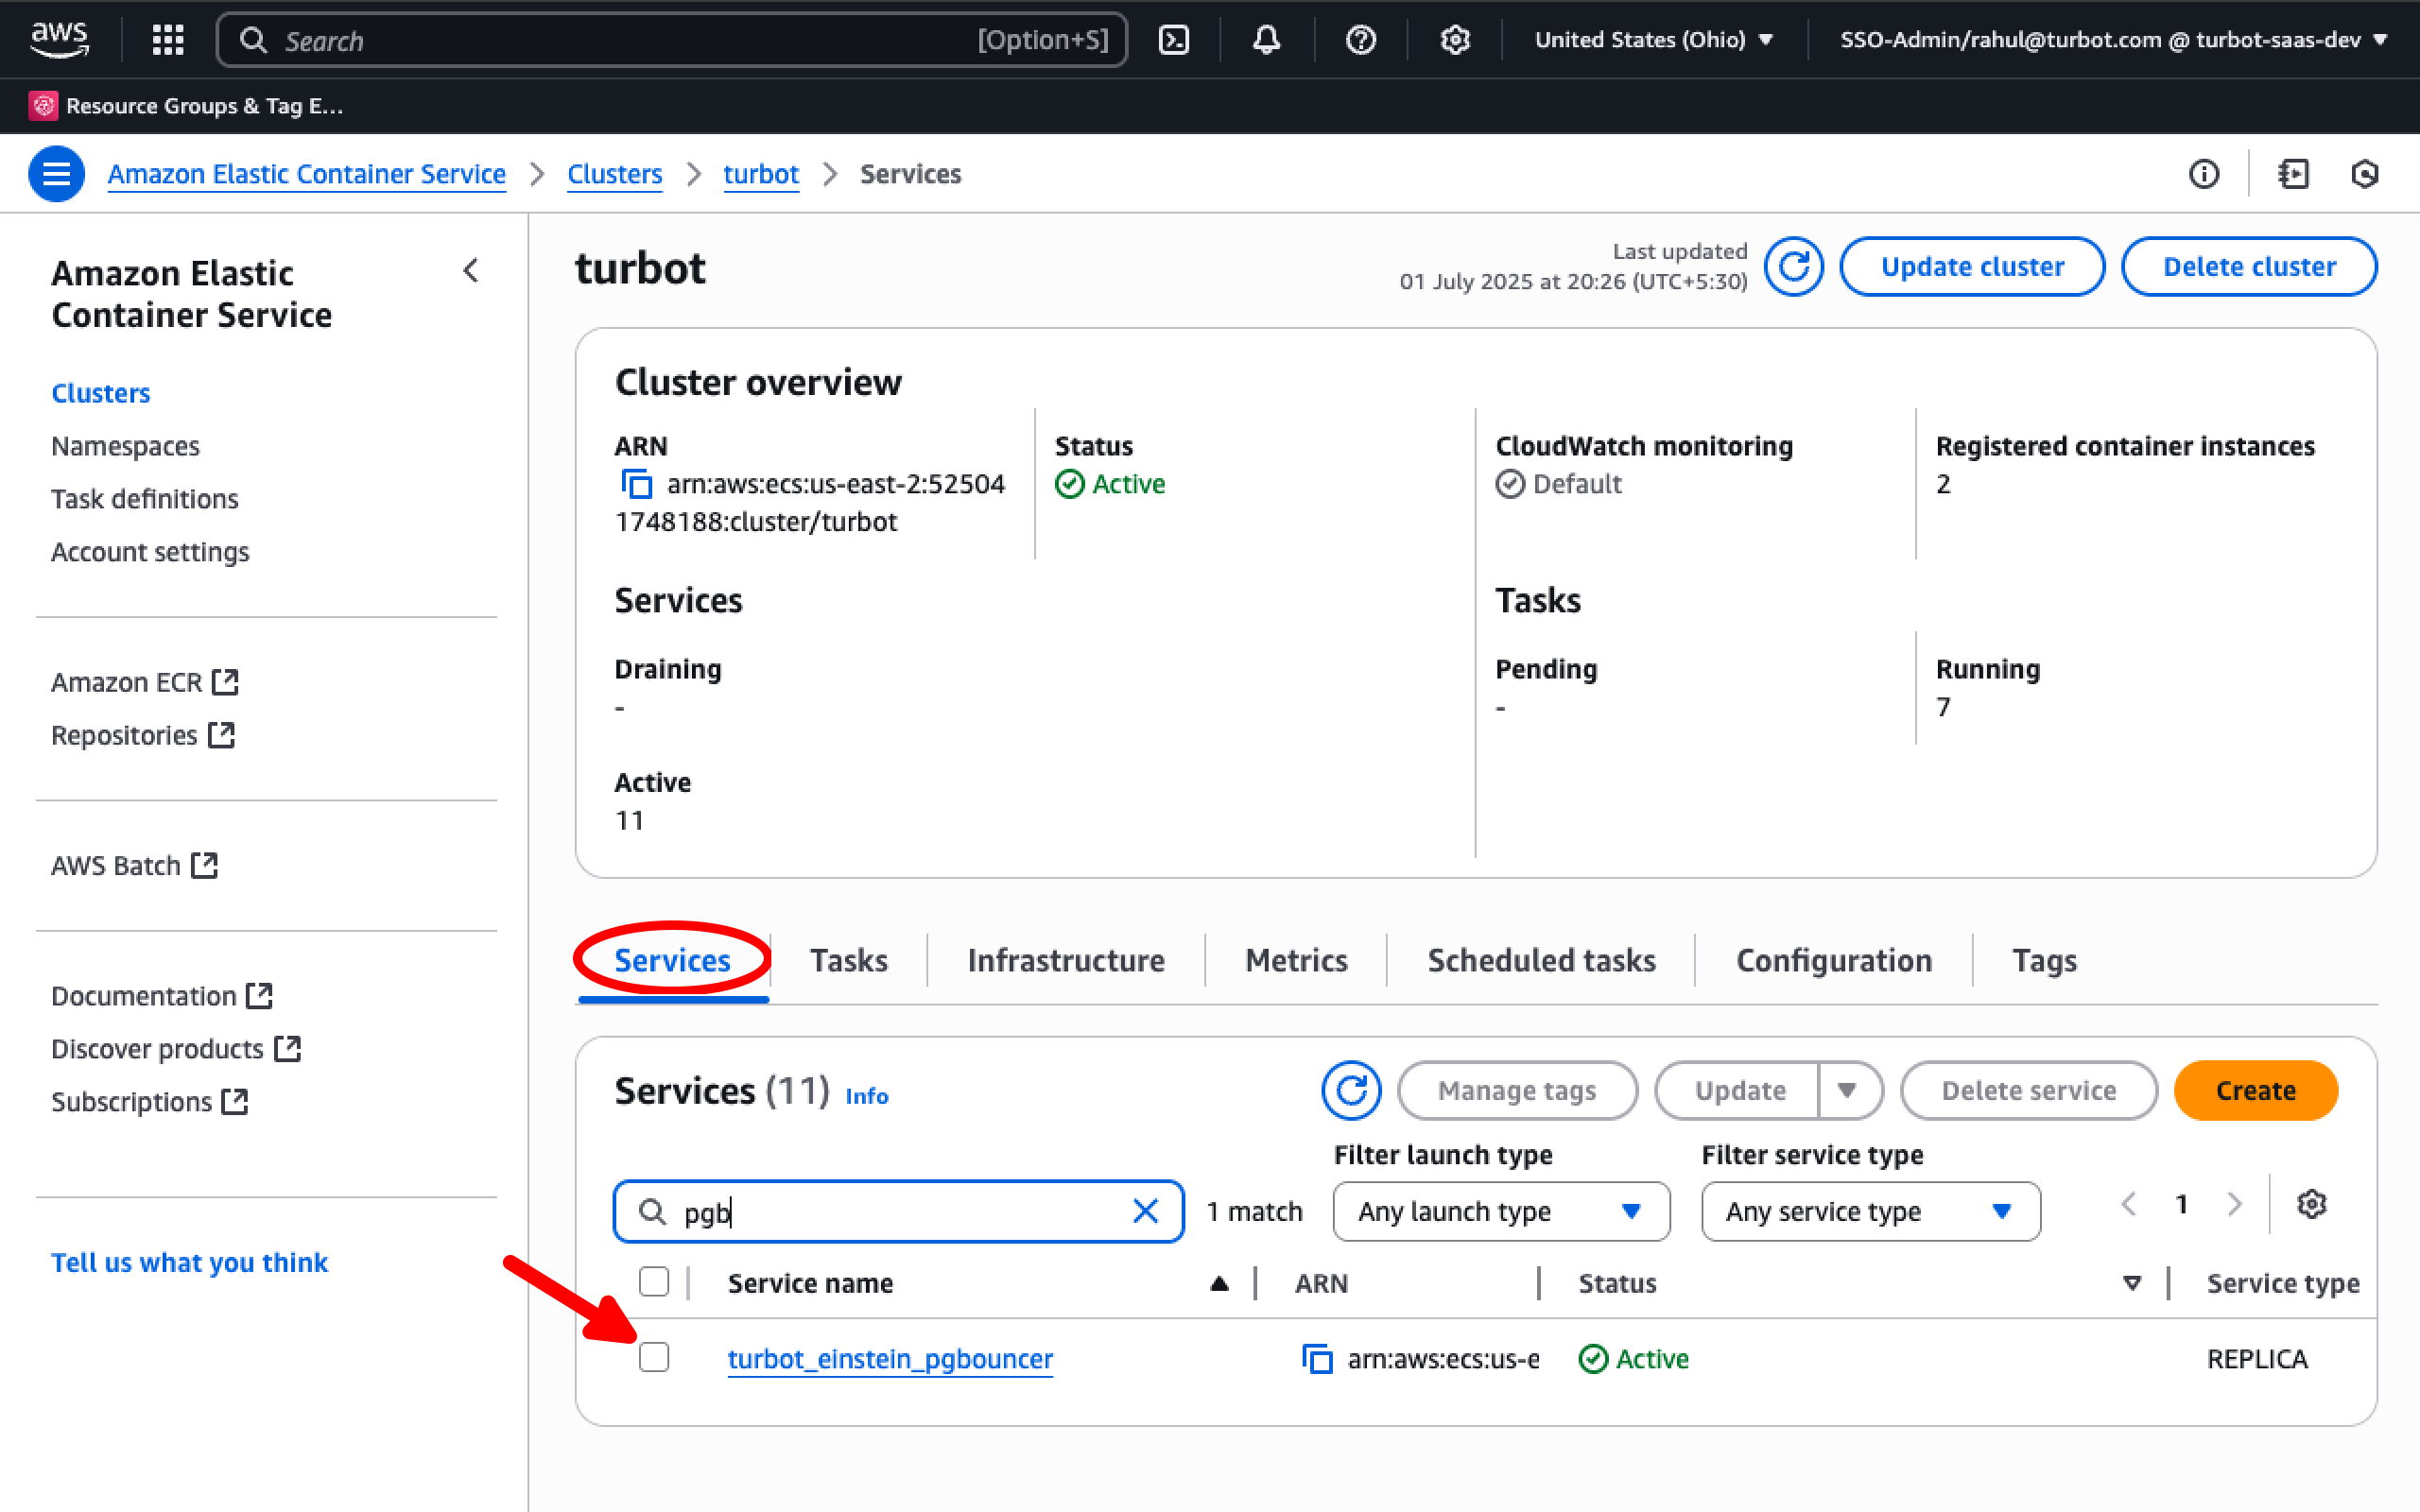 aws
Search [Option+S] United States (Ohio) SSO-Admin/rahul@turbot.com @ turbot-saas-dev
Resource Groups & Tag E...
Amazon Elastic Container Service Clusters turbot Services
Amazon Elastic
Container Service
Clusters
Namespaces
Task definitions
Account settings
Amazon ECR
Repositories
AWS Batch
Documentation
Discover products
Subscriptions
Tell us what you think
turbot
Last updated
01 July 2025 at 20:26 (UTC+5:30)
Update cluster
Delete cluster
Cluster overview
ARN
arn:aws:ecs:us-east-2:52504
1748188:cluster/turbot
Status
Active
CloudWatch monitoring
Default
Registered container instances
2
Services
Draining
-
Active
11
Tasks
Pending
-
Running
7
Services Tasks Infrastructure Metrics Scheduled tasks Configuration Tags
Services (11) Info
Manage tags Update Delete service Create
Filter launch type Filter service type
pgb 1 match Any launch type Any service type 1
Service name ARN Status Service type
turbot_einstein_pgbouncer arn:aws:ecs:us-e Active REPLICA